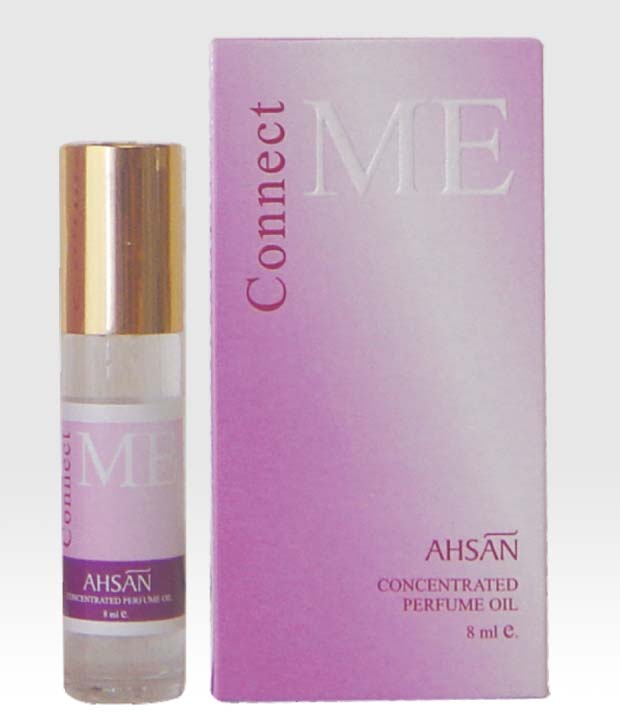 Connect
ME
AHSAN
CONCENTRATED
PERFUME OIL
8 ml e.
Connect
ME
AHSAN
CONCENTRATED PERFUME OIL
8 ml e.